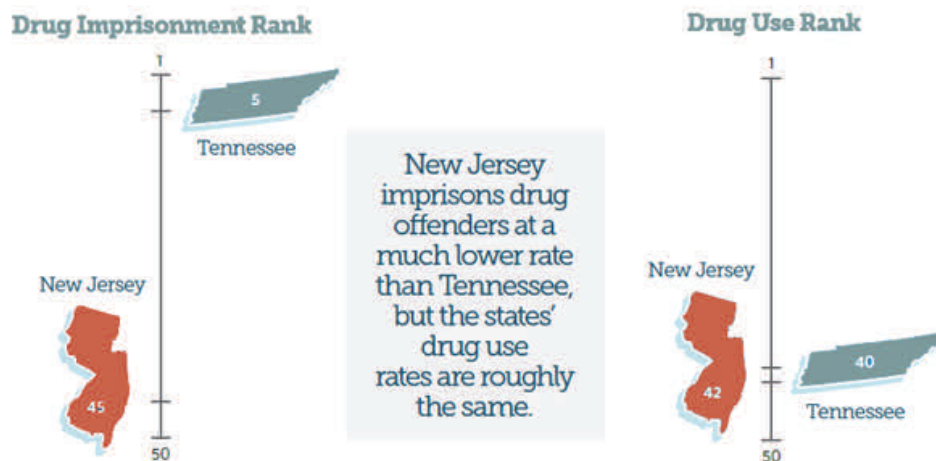 Drug Imprisonment Rank
1
5
Tennessee
New Jersey
45
50
New Jersey
imprisons drug
offenders at a
much lower rate
than Tennessee,
but the states’
drug use
rates are roughly
the same.
Drug Use Rank
1
New Jersey
40
42
Tennessee
50